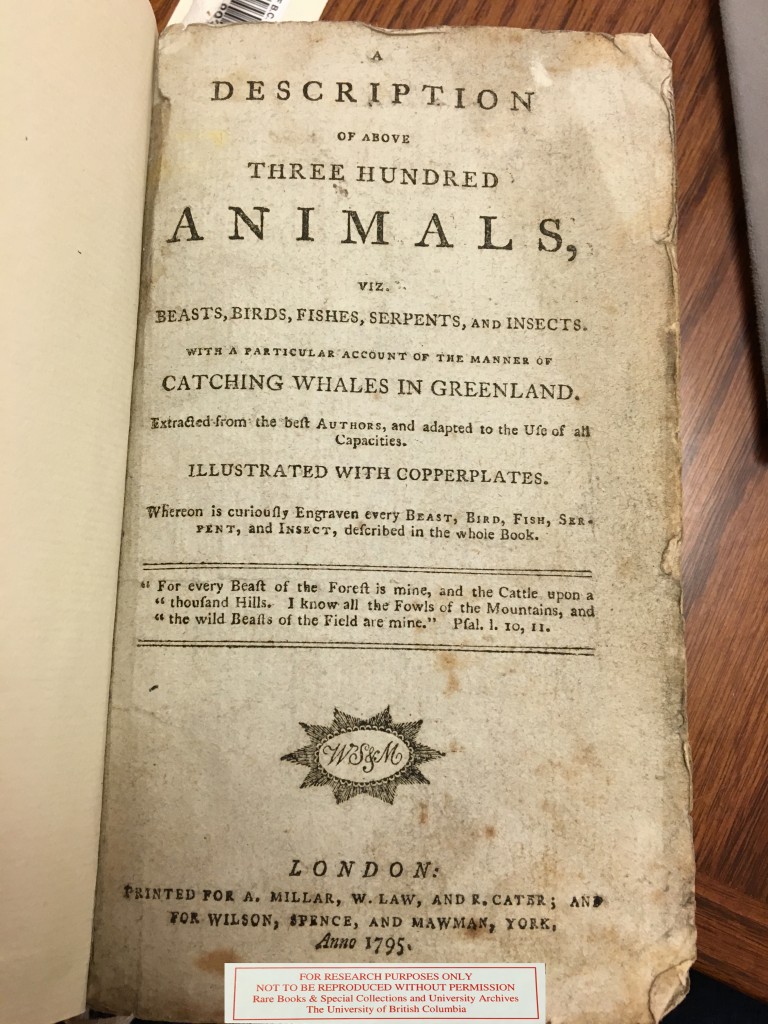 A
DESCRIPTION
OF ABOVE
THREE HUNDRED
ANIMALS,
VIZ.
BEASTS, BIRDS, FISHES, SERPENTS, AND INSECTS.
WITH A PARTICULAR ACCOUNT OF THE MANNER OF
CATCHING WHALES IN GREENLAND.
Extracted from the beſt AUTHORS, and adapted to the Uſe of all
Capacities.
ILLUSTRATED WITH COPPERPLATES.
Whereon is curiouſly Engraven every BEAST, BIRD, FISH, SER-
PENT, and INSECT, deſcribed in the whole Book.
“ For every Beaſt of the Foreſt is mine, and the Cattle upon a
“ thouſand Hills. I know all the Fowls of the Mountains, and
“ the wild Beaſts of the Field are mine.” Pſal. l. 10, 11.
WS&M
LONDON:
PRINTED FOR A. MILLAR, W. LAW, AND R. CATER; AND
FOR WILSON, SPENCE, AND MAWMAN, YORK,
Anno 1795.
FOR RESEARCH PURPOSES ONLY
NOT TO BE REPRODUCED WITHOUT PERMISSION
Rare Books & Special Collections and University Archives
The University of British Columbia